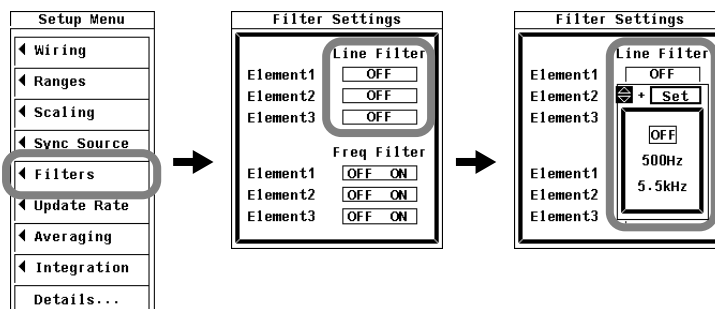 Setup Menu
Wiring
Ranges
Scaling
Sync Source
Filters
Update Rate
Averaging
Integration
Details...
Filter Settings
Line Filter
Element1 OFF
Element2 OFF
Element3 OFF
Freq Filter
Element1 OFF ON
Element2 OFF ON
Element3 OFF ON
Filter Settings
Line Filter
Element1 OFF
Element2 + Set
Element3
OFF
500Hz
Element1
5.5kHz
Element2
Element3